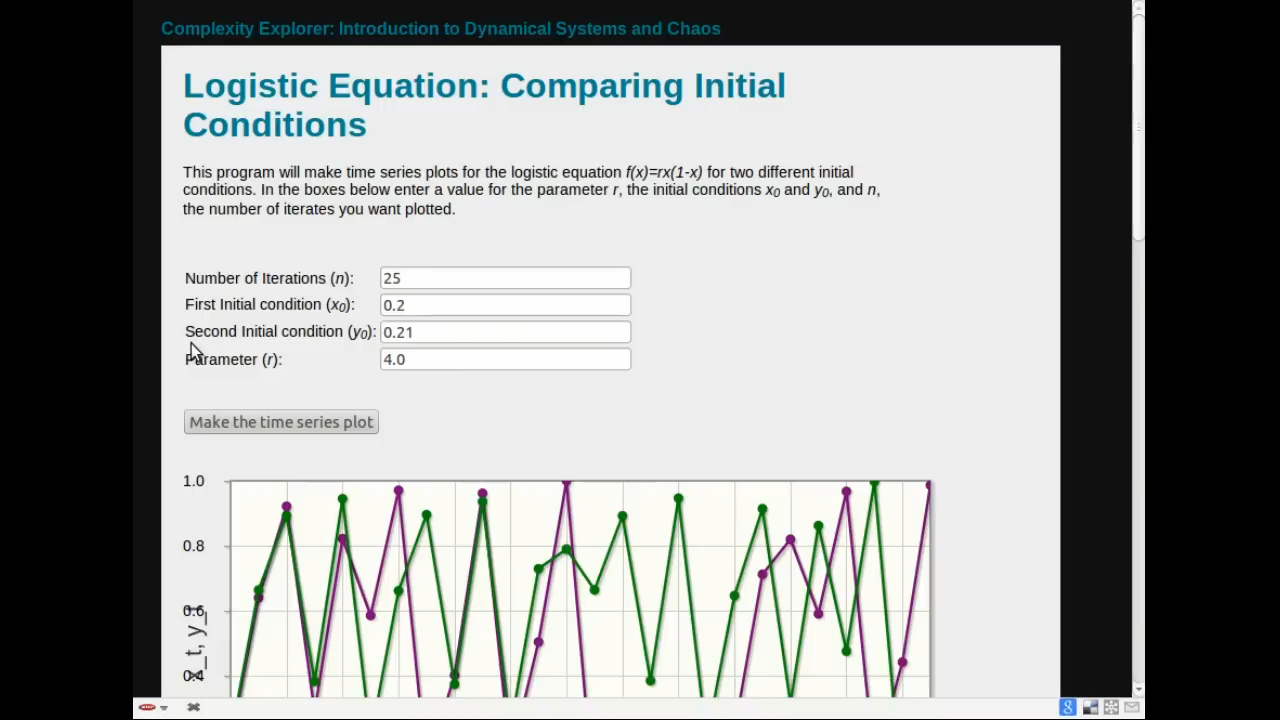 Complexity Explorer: Introduction to Dynamical Systems and Chaos
Logistic Equation: Comparing Initial
Conditions
This program will make time series plots for the logistic equation f(x)=rx(1-x) for two different initial
conditions. In the boxes below enter a value for the parameter r, the initial conditions x0 and y0, and n,
the number of iterates you want plotted.
Number of Iterations (n): 25
First Initial condition (x0): 0.2
Second Initial condition (y0): 0.21
Parameter (r): 4.0
Make the time series plot
1.0
0.8
0.6
0.4
x_t, y_t